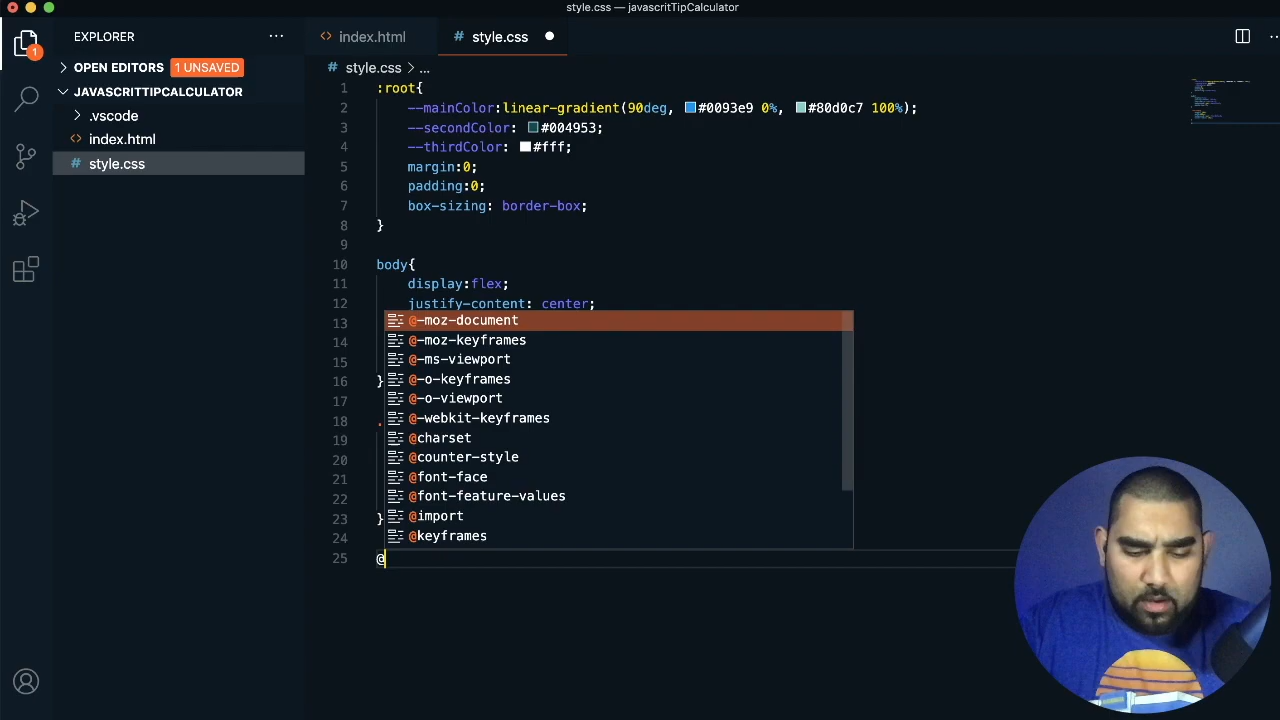 style.css — javascritTipCalculator
EXPLORER
1
OPEN EDITORS 1 UNSAVED
JAVASCRITTIPCALCULATOR
.vscode
index.html
style.css
index.html
style.css
style.css > ...
1 :root{
2 --mainColor:linear-gradient(90deg, #0093e9 0%, #80d0c7 100%);
3 --secondColor: #004953;
4 --thirdColor: #fff;
5 margin:0;
6 padding:0;
7 box-sizing: border-box;
8 }
9
10 body{
11 display:flex;
12 justify-content: center;
13
14
15
16 }
17
18 .
19
20
21
22
23 }
24
25 @
@-moz-document
@-moz-keyframes
@-ms-viewport
@-o-keyframes
@-o-viewport
@-webkit-keyframes
@charset
@counter-style
@font-face
@font-feature-values
@import
@keyframes